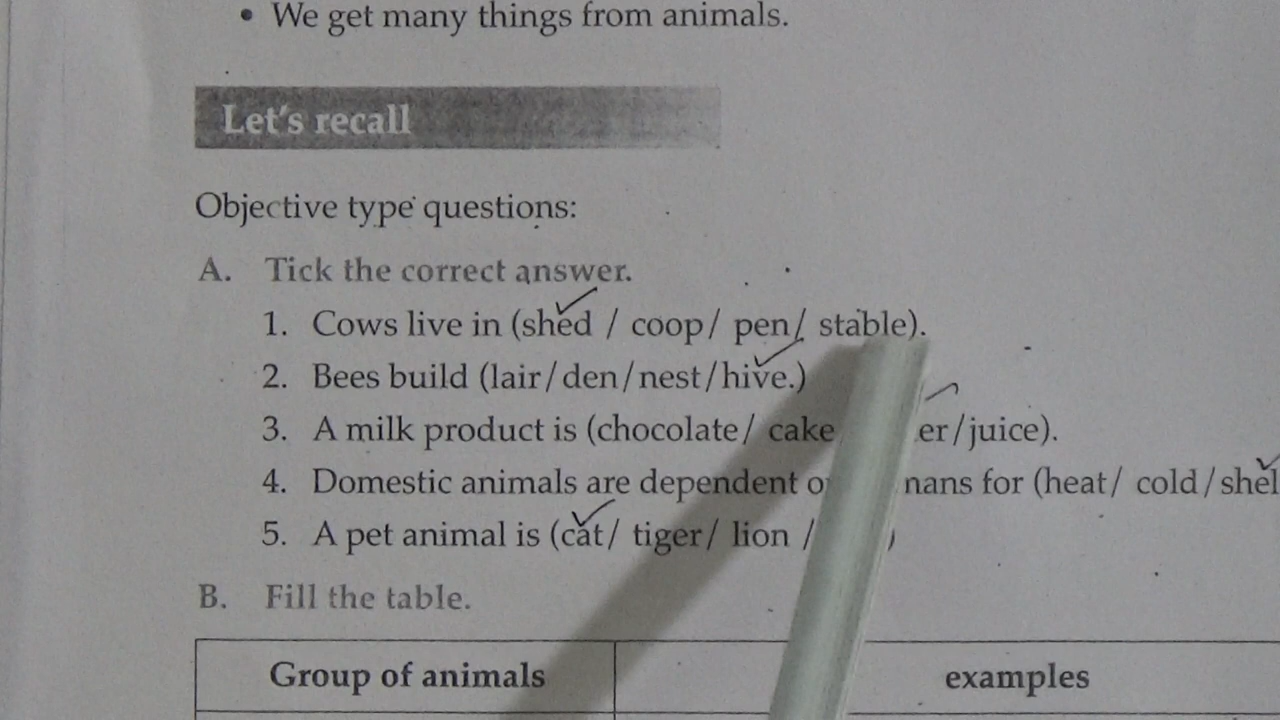 • We get many things from animals.
Let's recall
Objective type questions:
A. Tick the correct answer.
1. Cows live in (shed / coop/ pen/ stable).
2. Bees build (lair/den/nest/hive.)
3. A milk product is (chocolate/ cake /juice).
4. Domestic animals are dependent for (heat/ cold/
5. A pet animal is (cat/ tiger/ lion / )
B. Fill the table.
Group of animals examples